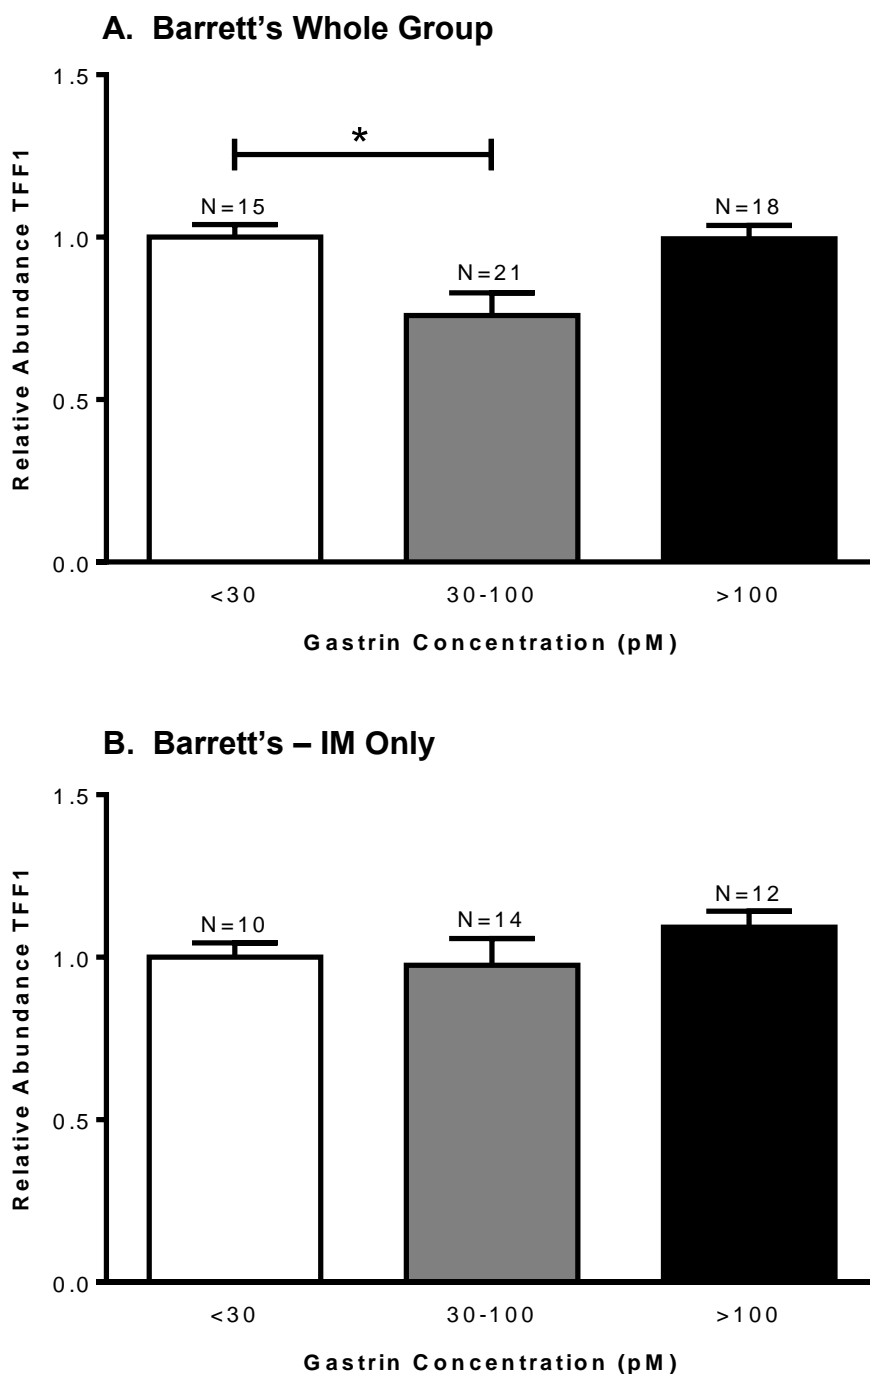 A. Barrett’s Whole Group
Relative Abundance TFF1
1.5
1.0
0.5
0.0
*
N=15
N=21
N=18
<30
30-100
>100
Gastrin Concentration (pM)
B. Barrett’s – IM Only
Relative Abundance TFF1
1.5
1.0
0.5
0.0
N=10
N=14
N=12
<30
30-100
>100
Gastrin Concentration (pM)